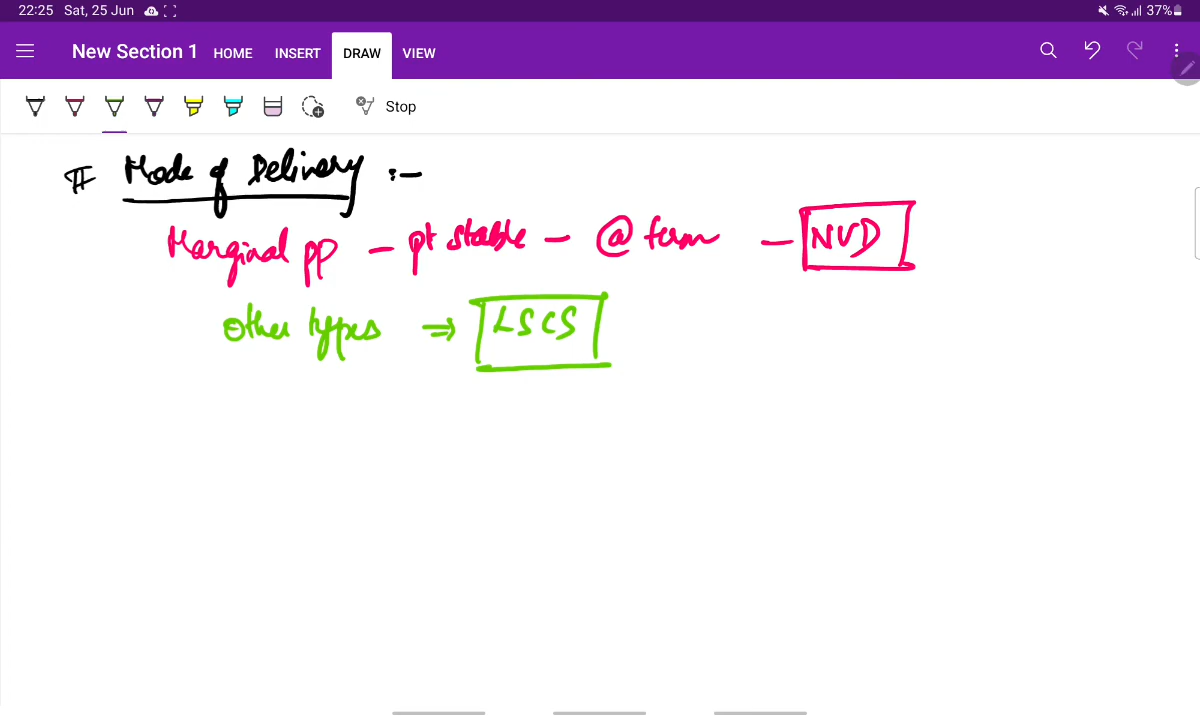 22:25 Sat, 25 Jun 37%
New Section 1 HOME INSERT DRAW VIEW
Stop
Mode of Delivery :-
Marginal pp - pt stable - @ term - NVD
other types ⇒ LSCS